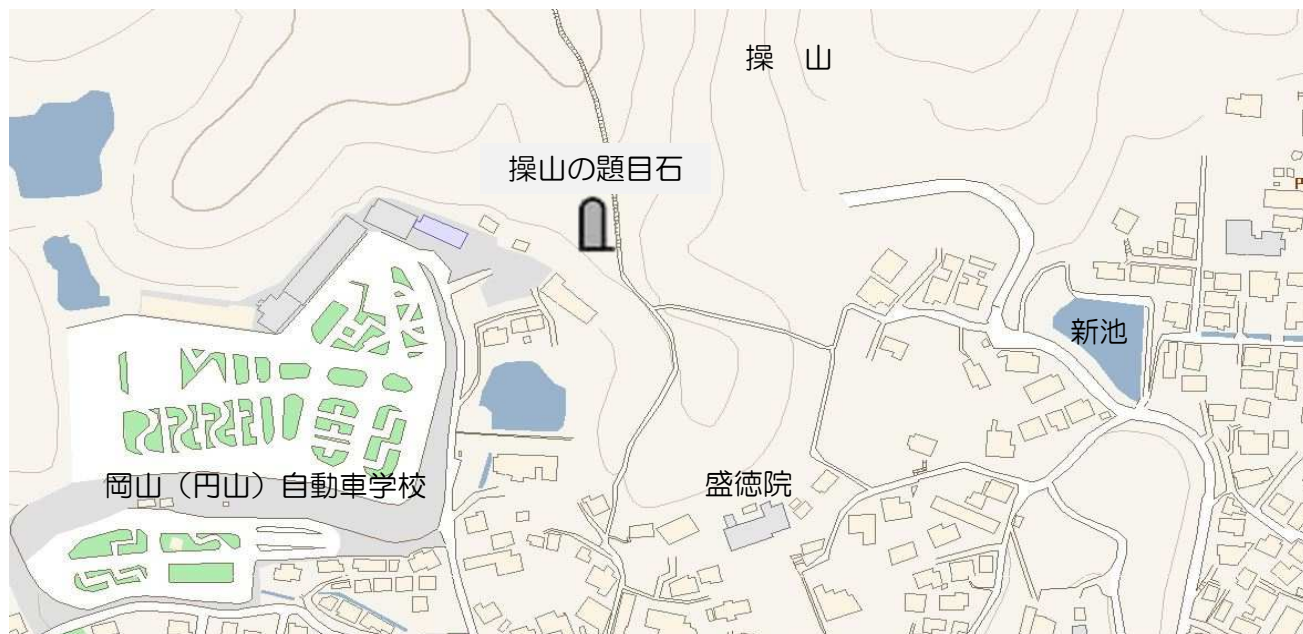 操 山
操山の題目石
新池
岡山（円山）自動車学校
盛徳院